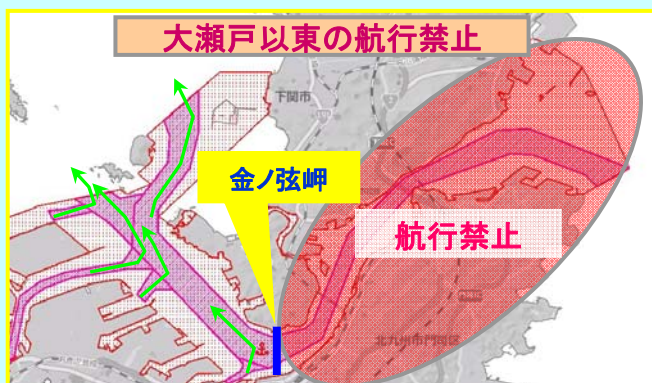 大瀬戸以東の航行禁止
下関市
金ノ弦岬
航行禁止
北九州市門司区